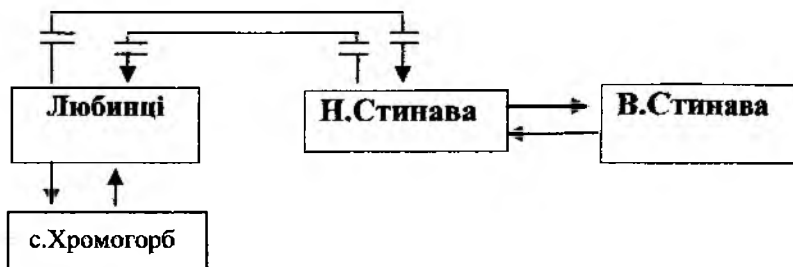 Любинці
Н.Стинава
В.Стинава
с.Хромогорб